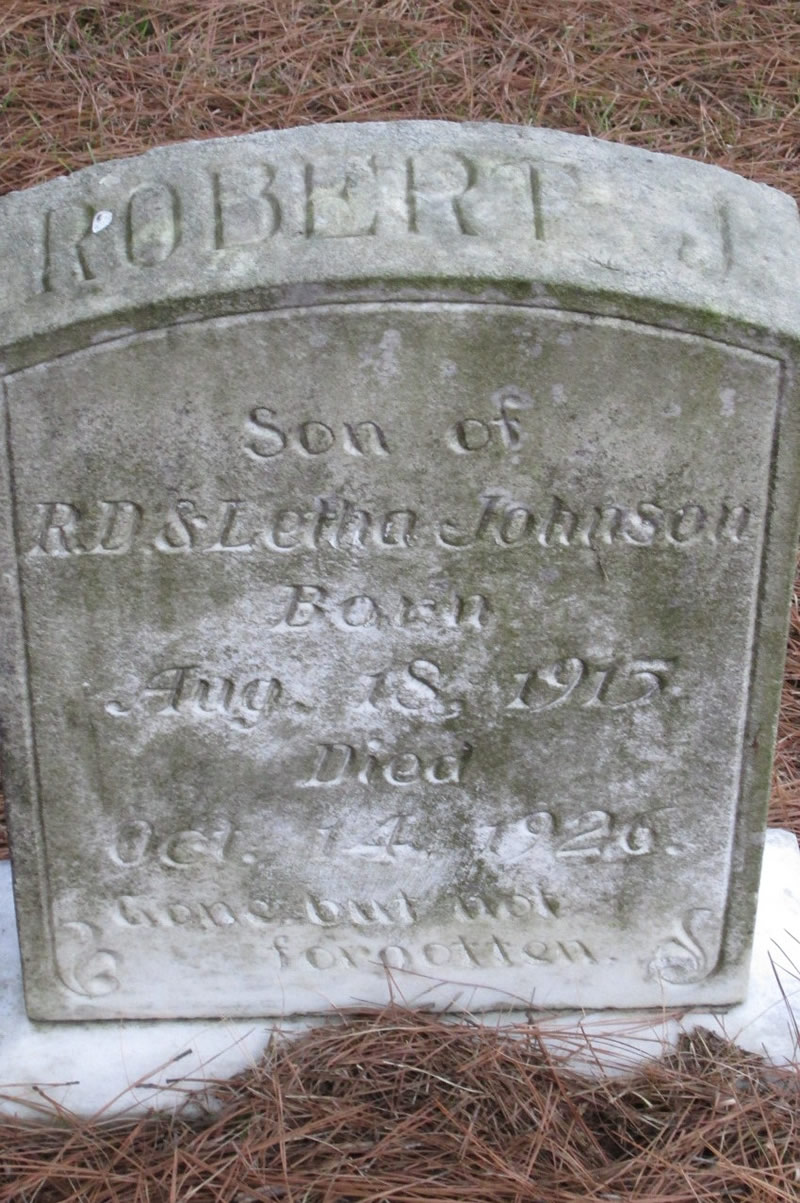 ROBERT J
Son of
R.D. & Letha Johnson
Born
Aug. 18, 1915.
Died
Oct. 14, 1926.
Gone but not
forgotten.